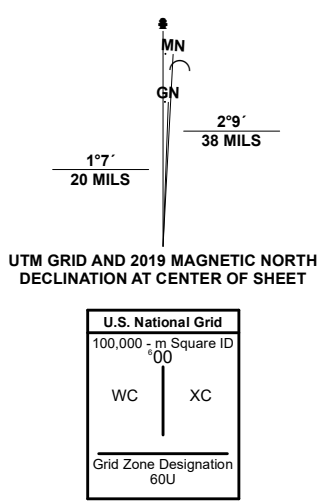 MN
GN
2°9´
38 MILS
1°7´
20 MILS
UTM GRID AND 2019 MAGNETIC NORTH
DECLINATION AT CENTER OF SHEET
U.S. National Grid
100,000 - m Square ID
⁶00
WC XC
Grid Zone Designation
60U